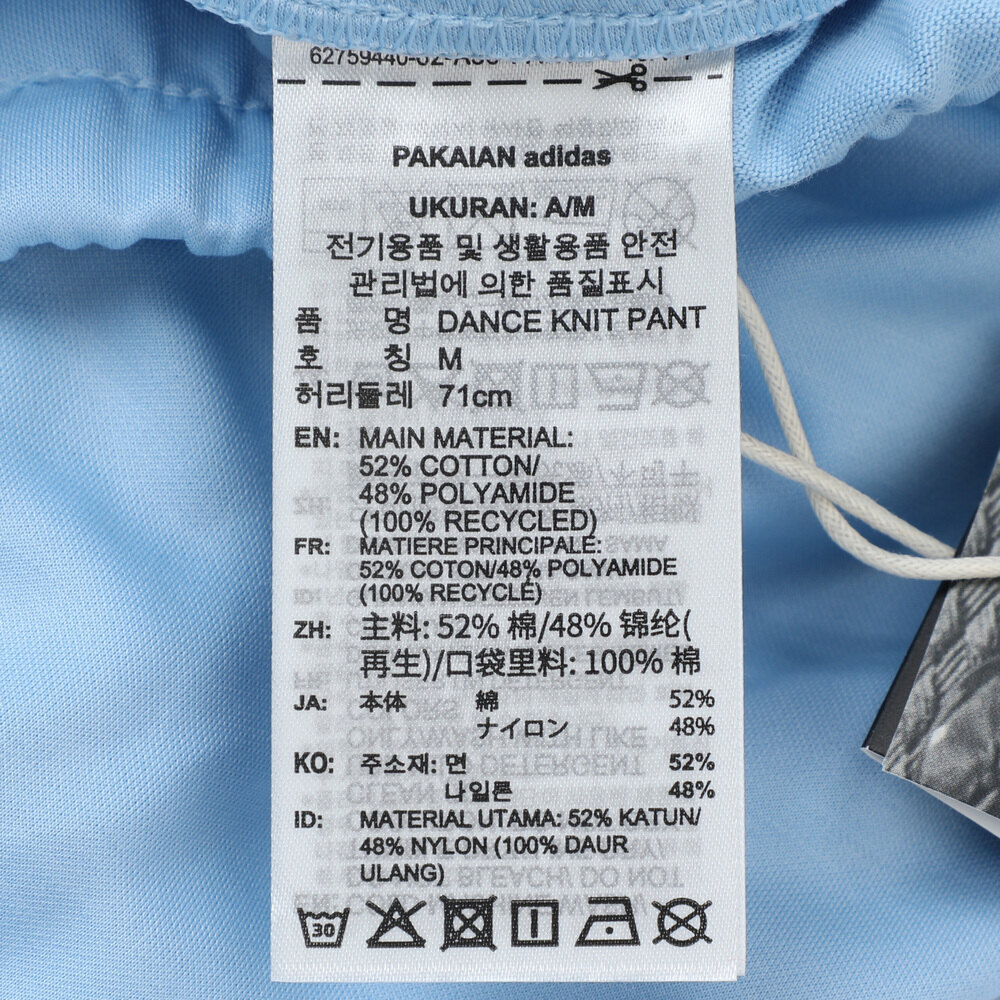 PAKAIAN adidas
UKURAN: A/M
전기용품 및 생활용품 안전
관리법에 의한 품질표시
품 명 DANCE KNIT PANT
호 칭 M
허리둘레 71cm
EN: MAIN MATERIAL:
52% COTTON/
48% POLYAMIDE
(100% RECYCLED)
FR: MATIERE PRINCIPALE:
52% COTON/48% POLYAMIDE
(100% RECYCLÉ)
ZH: 主料: 52% 棉/48% 锦纶(
再生)/口袋里料: 100% 棉
JA: 本体 綿 52%
ナイロン 48%
KO: 주소재: 면 52%
나일론 48%
ID: MATERIAL UTAMA: 52% KATUN/
48% NYLON (100% DAUR
ULANG)
30